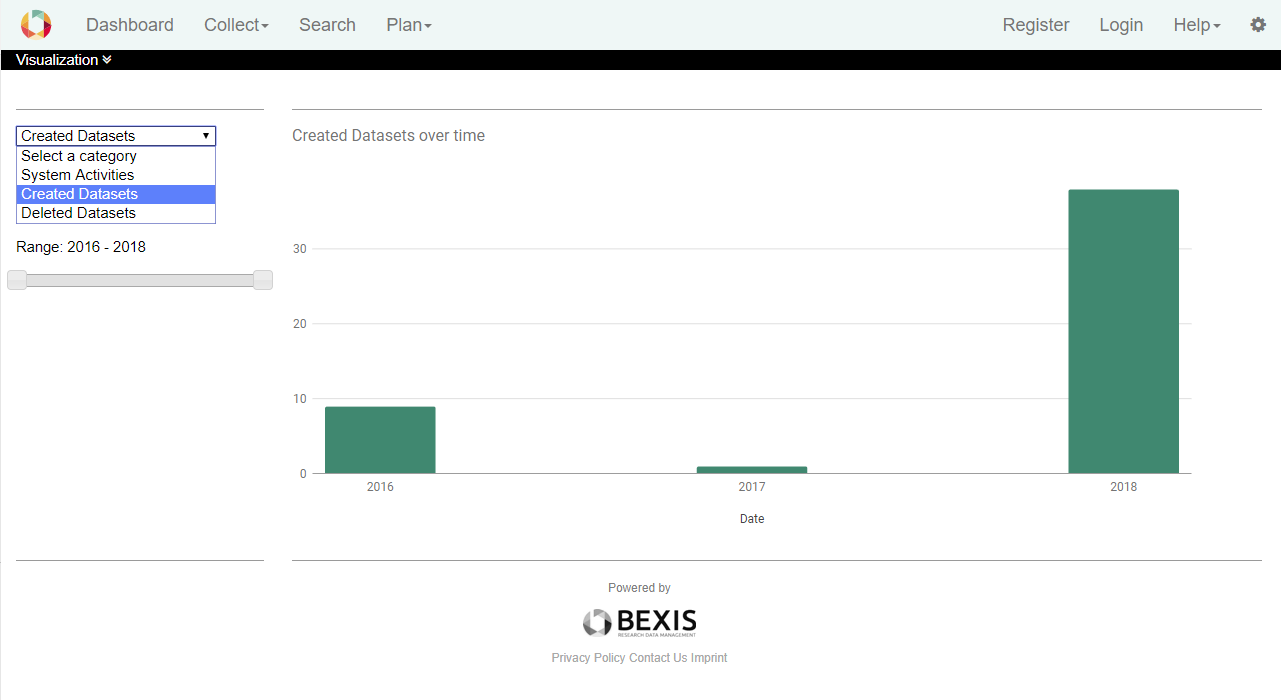 Dashboard Collect Search Plan Register Login Help
Visualization
Created Datasets
Select a category
System Activities
Created Datasets
Deleted Datasets
Range: 2016 - 2018
Created Datasets over time
30
20
10
0
2016 2017 2018
Date
Powered by
BEXIS
RESEARCH DATA MANAGEMENT
Privacy Policy Contact Us Imprint